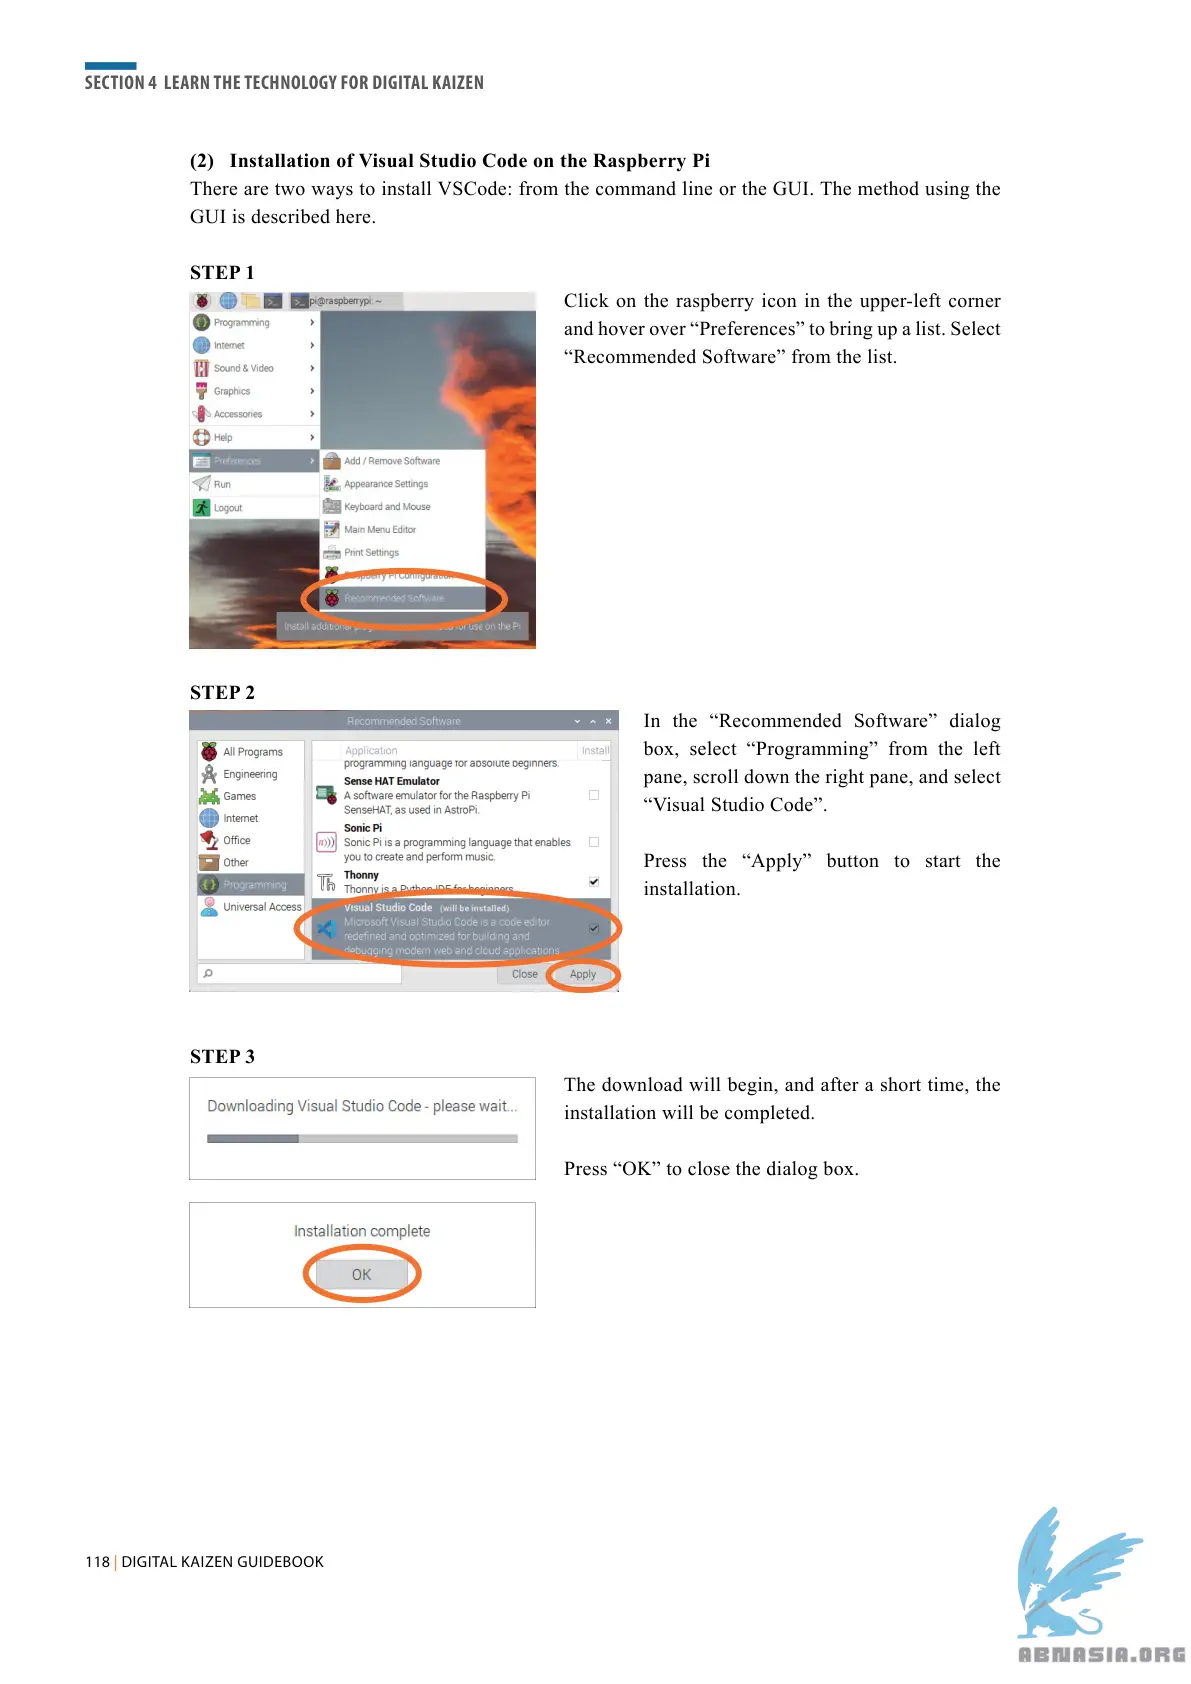 SECTION 4 LEARN THE TECHNOLOGY FOR DIGITAL KAIZEN
(2) Installation of Visual Studio Code on the Raspberry Pi
There are two ways to install VSCode: from the command line or the GUI. The method using the
GUI is described here.
STEP 1
pi@raspberrypi: ~
Programming
Internet
Sound & Video
Graphics
Accessories
Help
Preferences
Run
Logout
Add / Remove Software
Appearance Settings
Keyboard and Mouse
Main Menu Editor
Print Settings
Raspberry Pi Configuration
Recommended Software
Install additional for use on the Pi
Click on the raspberry icon in the upper-left corner
and hover over “Preferences” to bring up a list. Select
“Recommended Software” from the list.
STEP 2
Recommended Software
All Programs
Engineering
Games
Internet
Office
Other
Programming
Universal Access
Application Install
programming language for absolute beginners.
Sense HAT Emulator
A software emulator for the Raspberry Pi
SenseHAT, as used in AstroPi.
Sonic Pi
Sonic Pi is a programming language that enables
you to create and perform music.
Thonny
Thonny is a Python IDE for beginners
Visual Studio Code (will be installed)
Microsoft Visual Studio Code is a code editor
redefined and optimized for building and
debugging modern web and cloud applications
Close Apply
In the “Recommended Software” dialog
box, select “Programming” from the left
pane, scroll down the right pane, and select
“Visual Studio Code”.
Press the “Apply” button to start the
installation.
STEP 3
Downloading Visual Studio Code - please wait...
Installation complete
OK
The download will begin, and after a short time, the
installation will be completed.
Press “OK” to close the dialog box.
118 | DIGITAL KAIZEN GUIDEBOOK
ABNASIA.ORG